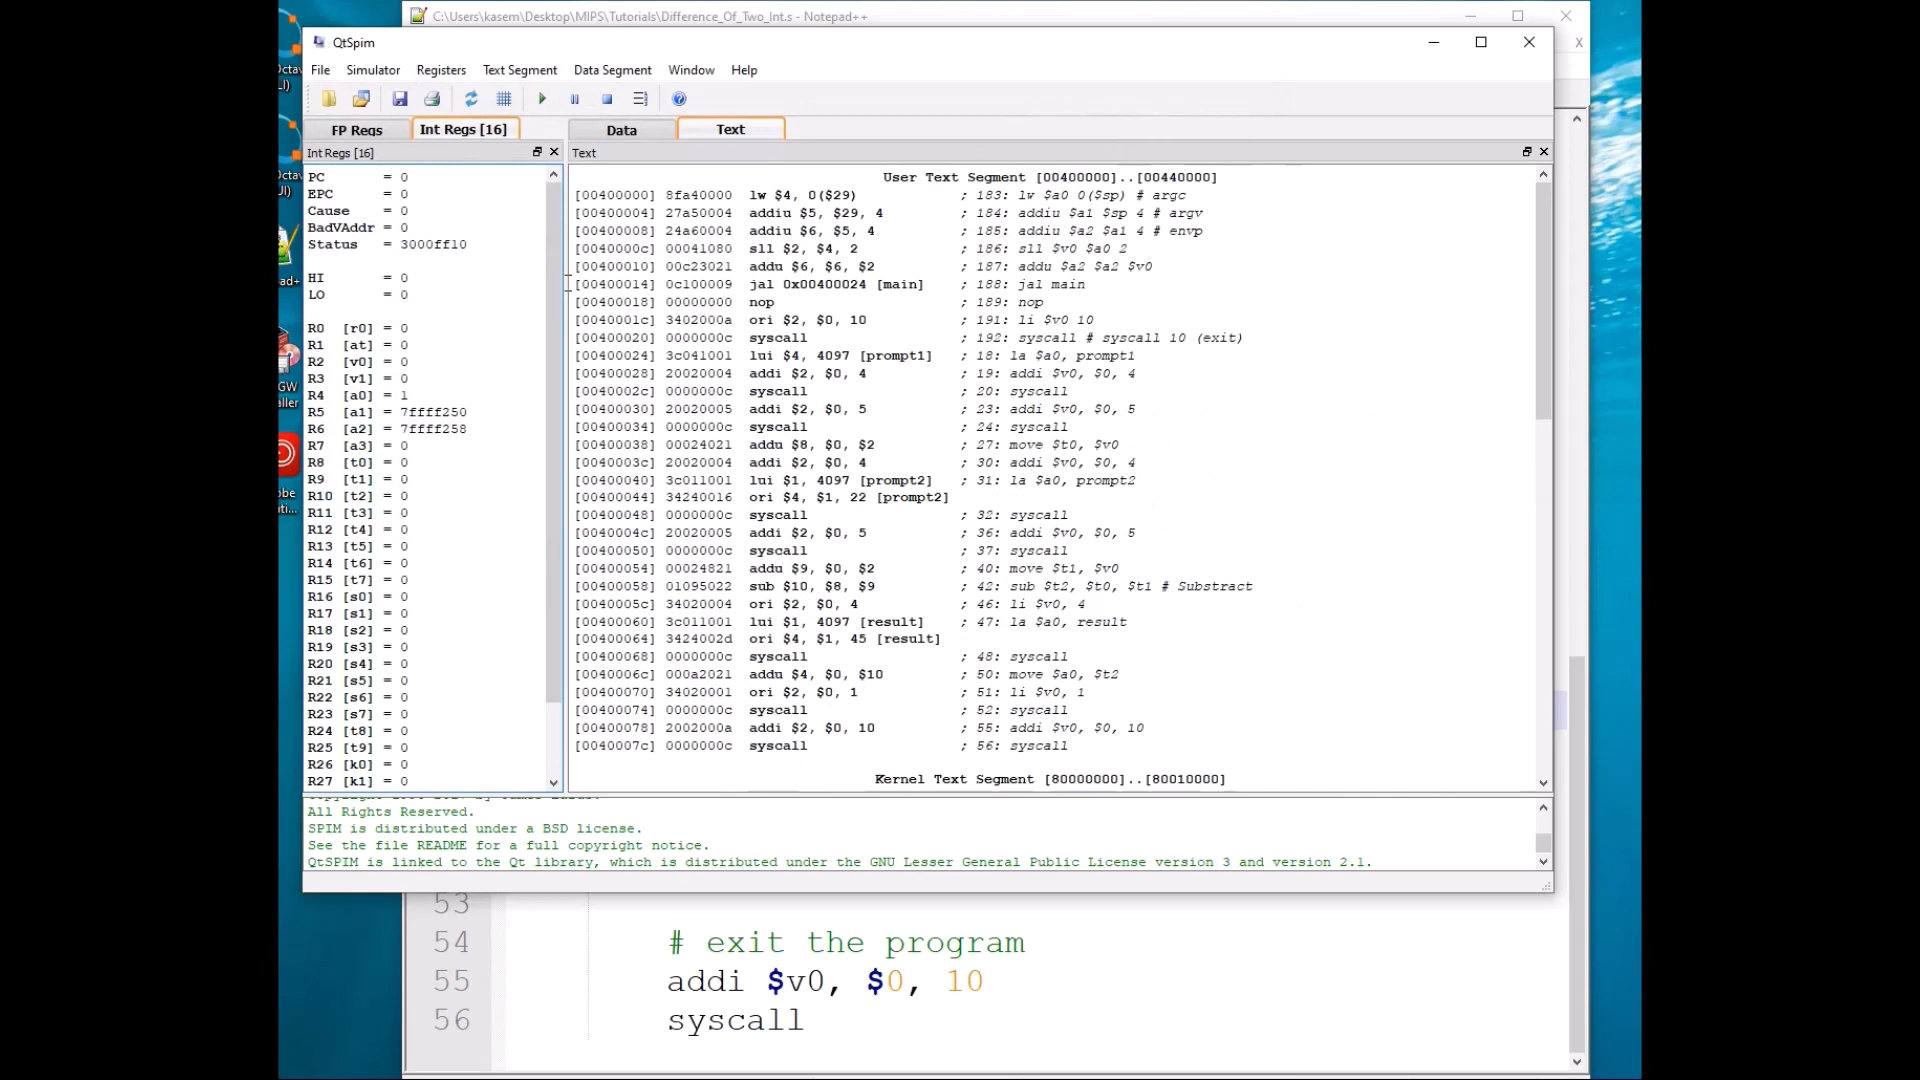 C:\Users\kasem\Desktop\MIPS\Tutorials\Difference_Of_Two_Int.s - Notepad++
QtSpim
File Simulator Registers Text Segment Data Segment Window Help
FP Regs Int Regs [16] Data Text
Int Regs [16] Text
PC = 0
EPC = 0
Cause = 0
BadVAddr = 0
Status = 3000ff10
HI = 0
LO = 0
R0 [r0] = 0
R1 [at] = 0
R2 [v0] = 0
R3 [v1] = 0
R4 [a0] = 1
R5 [a1] = 7ffff250
R6 [a2] = 7ffff258
R7 [a3] = 0
R8 [t0] = 0
R9 [t1] = 0
R10 [t2] = 0
R11 [t3] = 0
R12 [t4] = 0
R13 [t5] = 0
R14 [t6] = 0
R15 [t7] = 0
R16 [s0] = 0
R17 [s1] = 0
R18 [s2] = 0
R19 [s3] = 0
R20 [s4] = 0
R21 [s5] = 0
R22 [s6] = 0
R23 [s7] = 0
R24 [t8] = 0
R25 [t9] = 0
R26 [k0] = 0
R27 [k1] = 0
User Text Segment [00400000]..[00440000]
[00400000] 8fa40000 lw $4, 0($29) ; 183: lw $a0 0($sp) # argc
[00400004] 27a50004 addiu $5, $29, 4 ; 184: addiu $a1 $sp 4 # argv
[00400008] 24a60004 addiu $6, $5, 4 ; 185: addiu $a2 $a1 4 # envp
[0040000c] 00041080 sll $2, $4, 2 ; 186: sll $v0 $a0 2
[00400010] 00c23021 addu $6, $6, $2 ; 187: addu $a2 $a2 $v0
[00400014] 0c100009 jal 0x00400024 [main] ; 188: jal main
[00400018] 00000000 nop ; 189: nop
[0040001c] 3402000a ori $2, $0, 10 ; 191: li $v0 10
[00400020] 0000000c syscall ; 192: syscall # syscall 10 (exit)
[00400024] 3c041001 lui $4, 4097 [prompt1] ; 18: la $a0, prompt1
[00400028] 20020004 addi $2, $0, 4 ; 19: addi $v0, $0, 4
[0040002c] 0000000c syscall ; 20: syscall
[00400030] 20020005 addi $2, $0, 5 ; 23: addi $v0, $0, 5
[00400034] 0000000c syscall ; 24: syscall
[00400038] 00024021 addu $8, $0, $2 ; 27: move $t0, $v0
[0040003c] 20020004 addi $2, $0, 4 ; 30: addi $v0, $0, 4
[00400040] 3c011001 lui $1, 4097 [prompt2] ; 31: la $a0, prompt2
[00400044] 34240016 ori $4, $1, 22 [prompt2]
[00400048] 0000000c syscall ; 32: syscall
[0040004c] 20020005 addi $2, $0, 5 ; 36: addi $v0, $0, 5
[00400050] 0000000c syscall ; 37: syscall
[00400054] 00024821 addu $9, $0, $2 ; 40: move $t1, $v0
[00400058] 01095022 sub $10, $8, $9 ; 42: sub $t2, $t0, $t1 # Substract
[0040005c] 34020004 ori $2, $0, 4 ; 46: li $v0, 4
[00400060] 3c011001 lui $1, 4097 [result] ; 47: la $a0, result
[00400064] 3424002d ori $4, $1, 45 [result]
[00400068] 0000000c syscall ; 48: syscall
[0040006c] 000a2021 addu $4, $0, $10 ; 50: move $a0, $t2
[00400070] 34020001 ori $2, $0, 1 ; 51: li $v0, 1
[00400074] 0000000c syscall ; 52: syscall
[00400078] 2002000a addi $2, $0, 10 ; 55: addi $v0, $0, 10
[0040007c] 0000000c syscall ; 56: syscall
Kernel Text Segment [80000000]..[80010000]
All Rights Reserved.
SPIM is distributed under a BSD license.
See the file README for a full copyright notice.
QtSPIM is linked to the Qt library, which is distributed under the GNU Lesser General Public License version 3 and version 2.1.
53
54 # exit the program
55 addi $v0, $0, 10
56 syscall